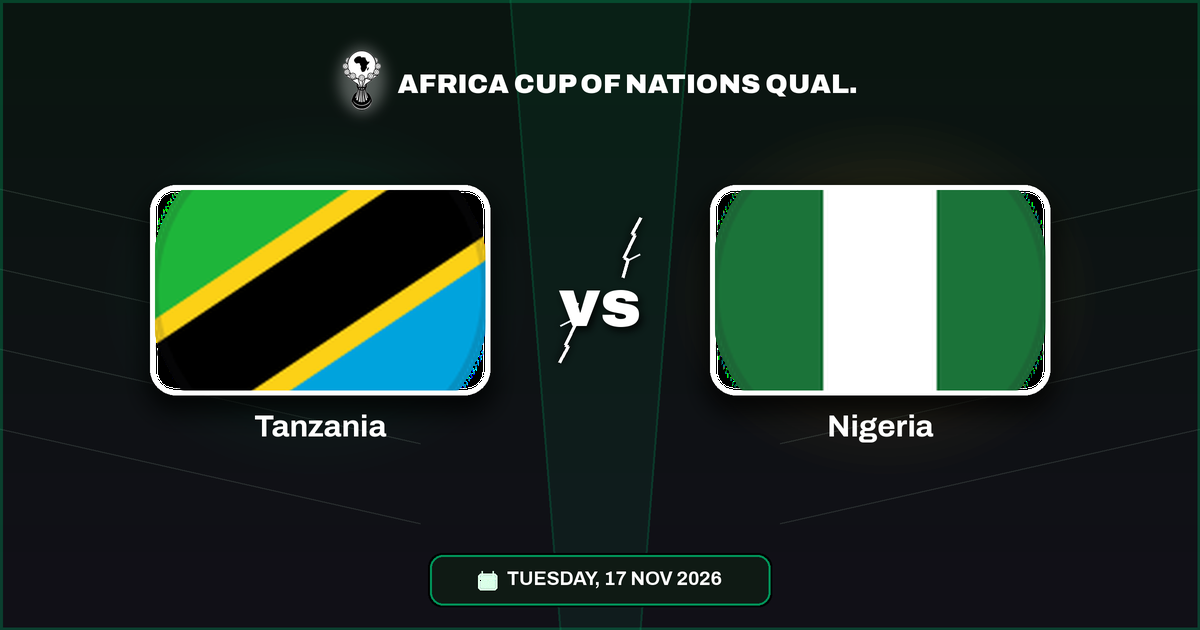 AFRICA CUP OF NATIONS QUAL.
VS
Tanzania
Nigeria
TUESDAY, 17 NOV 2026